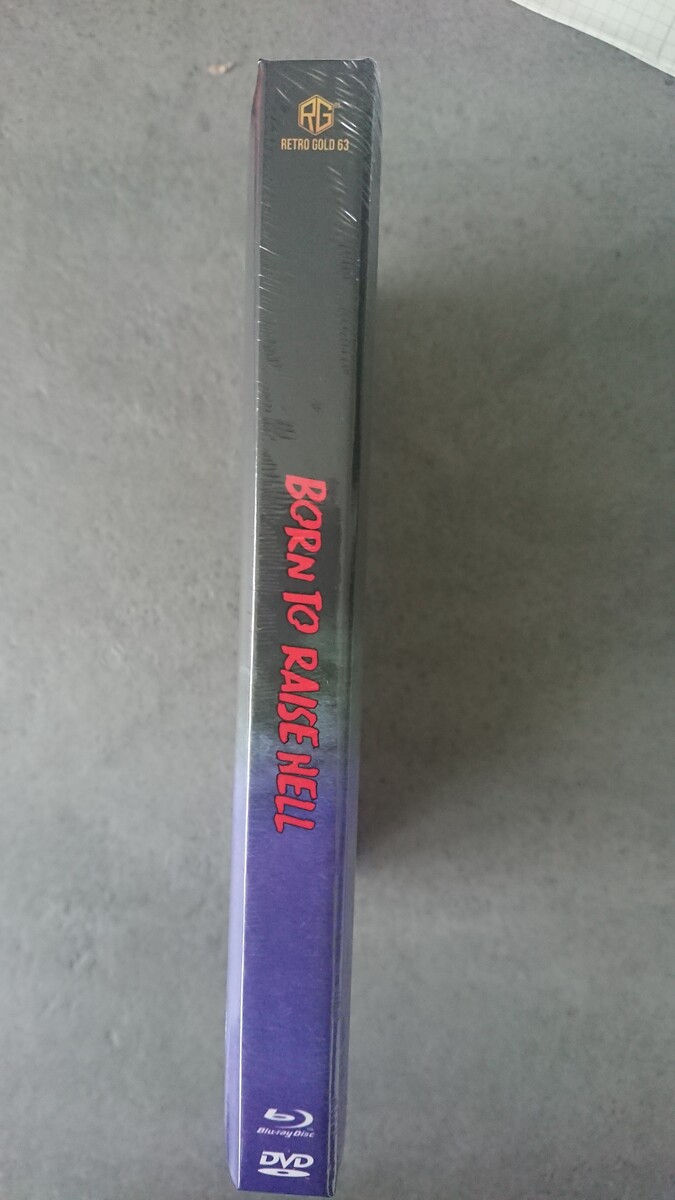 RG
RETRO GOLD 63
BORN TO RAISE HELL
Blu-ray Disc
DVD